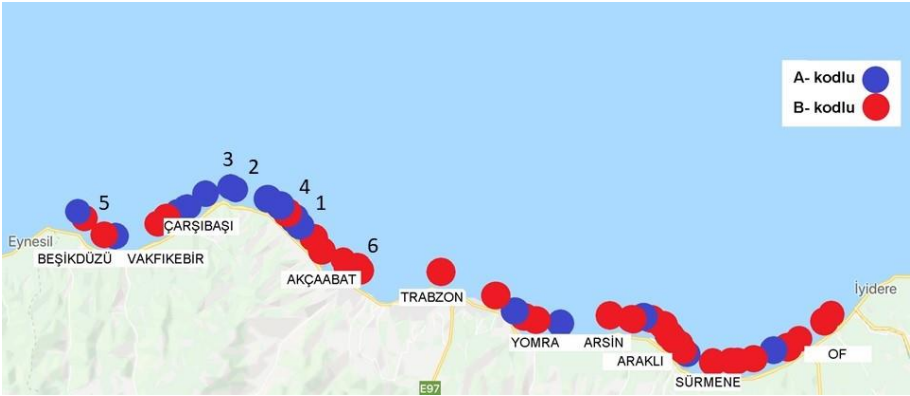 A- kodlu
B- kodlu
3
2
4
5
1
ÇARŞIBAŞI
Eynesil
6
BEŞİKDÜZÜ
VAKFIKEBİR
AKÇAABAT
İyidere
TRABZON
YOMRA
ARSİN
ARAKLI
OF
SÜRMENE
E97